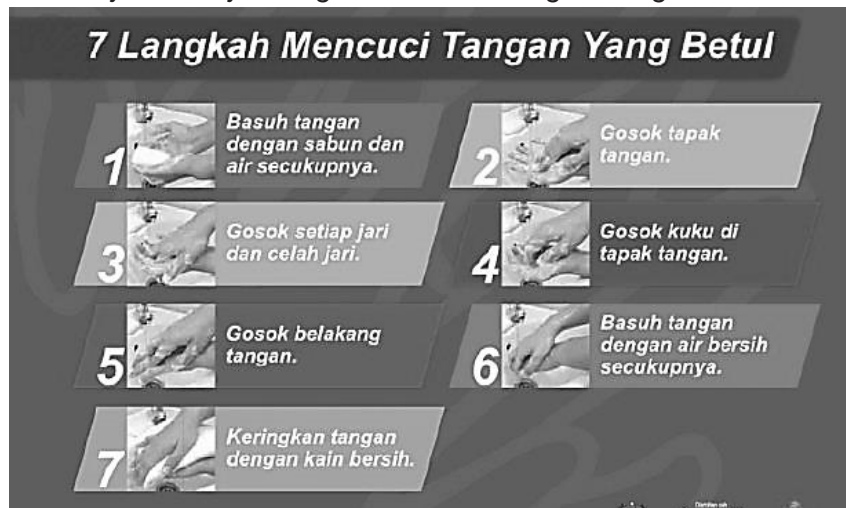 7 Langkah Mencuci Tangan Yang Betul
1
Basuh tangan
dengan sabun dan
air secukupnya.
2
Gosok tapak
tangan.
3
Gosok setiap jari
dan celah jari.
4
Gosok kuku di
tapak tangan.
5
Gosok belakang
tangan.
6
Basuh tangan
dengan air bersih
secukupnya.
7
Keringkan tangan
dengan kain bersih.